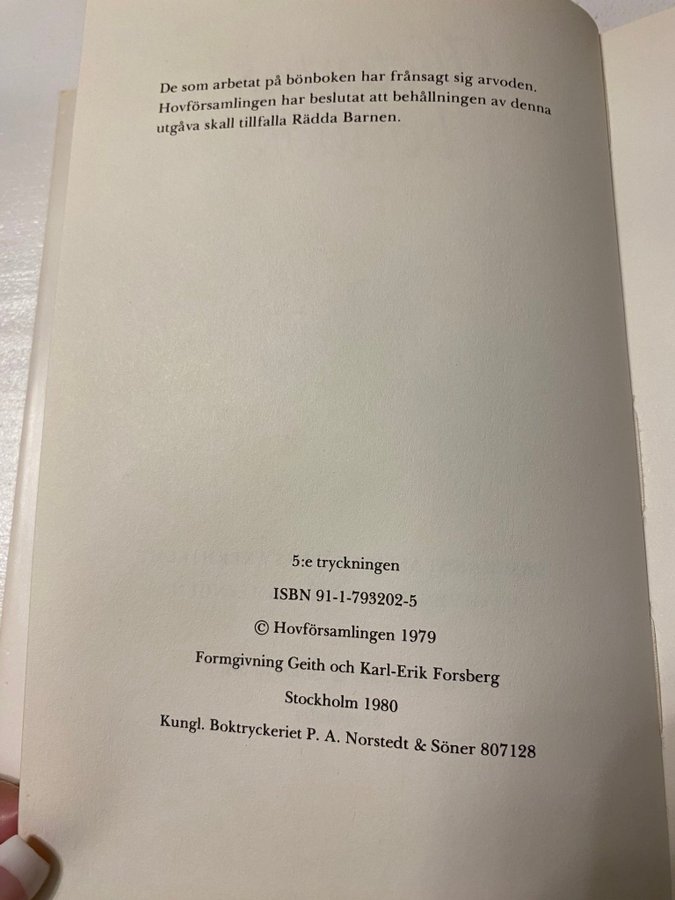 De som arbetat på bönboken har frånsagt sig arvoden.
Hovförsamlingen har beslutat att behållningen av denna
utgåva skall tillfalla Rädda Barnen.
5:e tryckningen
ISBN 91-1-793202-5
© Hovförsamlingen 1979
Formgivning Geith och Karl-Erik Forsberg
Stockholm 1980
Kungl. Boktryckeriet P. A. Norstedt & Söner 807128